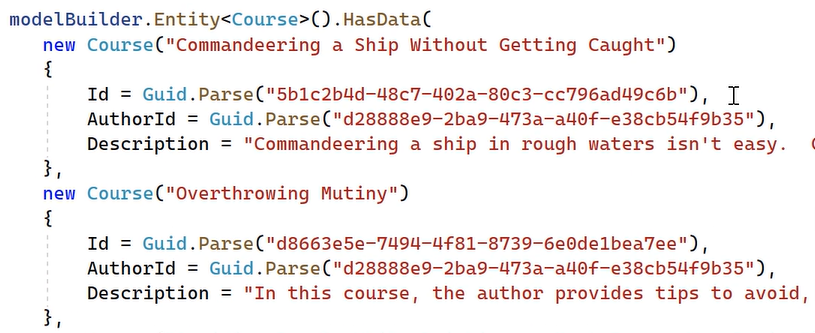 modelBuilder.Entity<Course>().HasData(
new Course("Commandeering a Ship Without Getting Caught")
{
Id = Guid.Parse("5b1c2b4d-48c7-402a-80c3-cc796ad49c6b"),
AuthorId = Guid.Parse("d28888e9-2ba9-473a-a40f-e38cb54f9b35"),
Description = "Commandeering a ship in rough waters isn't easy.
},
new Course("Overthrowing Mutiny")
{
Id = Guid.Parse("d8663e5e-7494-4f81-8739-6e0de1bea7ee"),
AuthorId = Guid.Parse("d28888e9-2ba9-473a-a40f-e38cb54f9b35"),
Description = "In this course, the author provides tips to avoid,
},